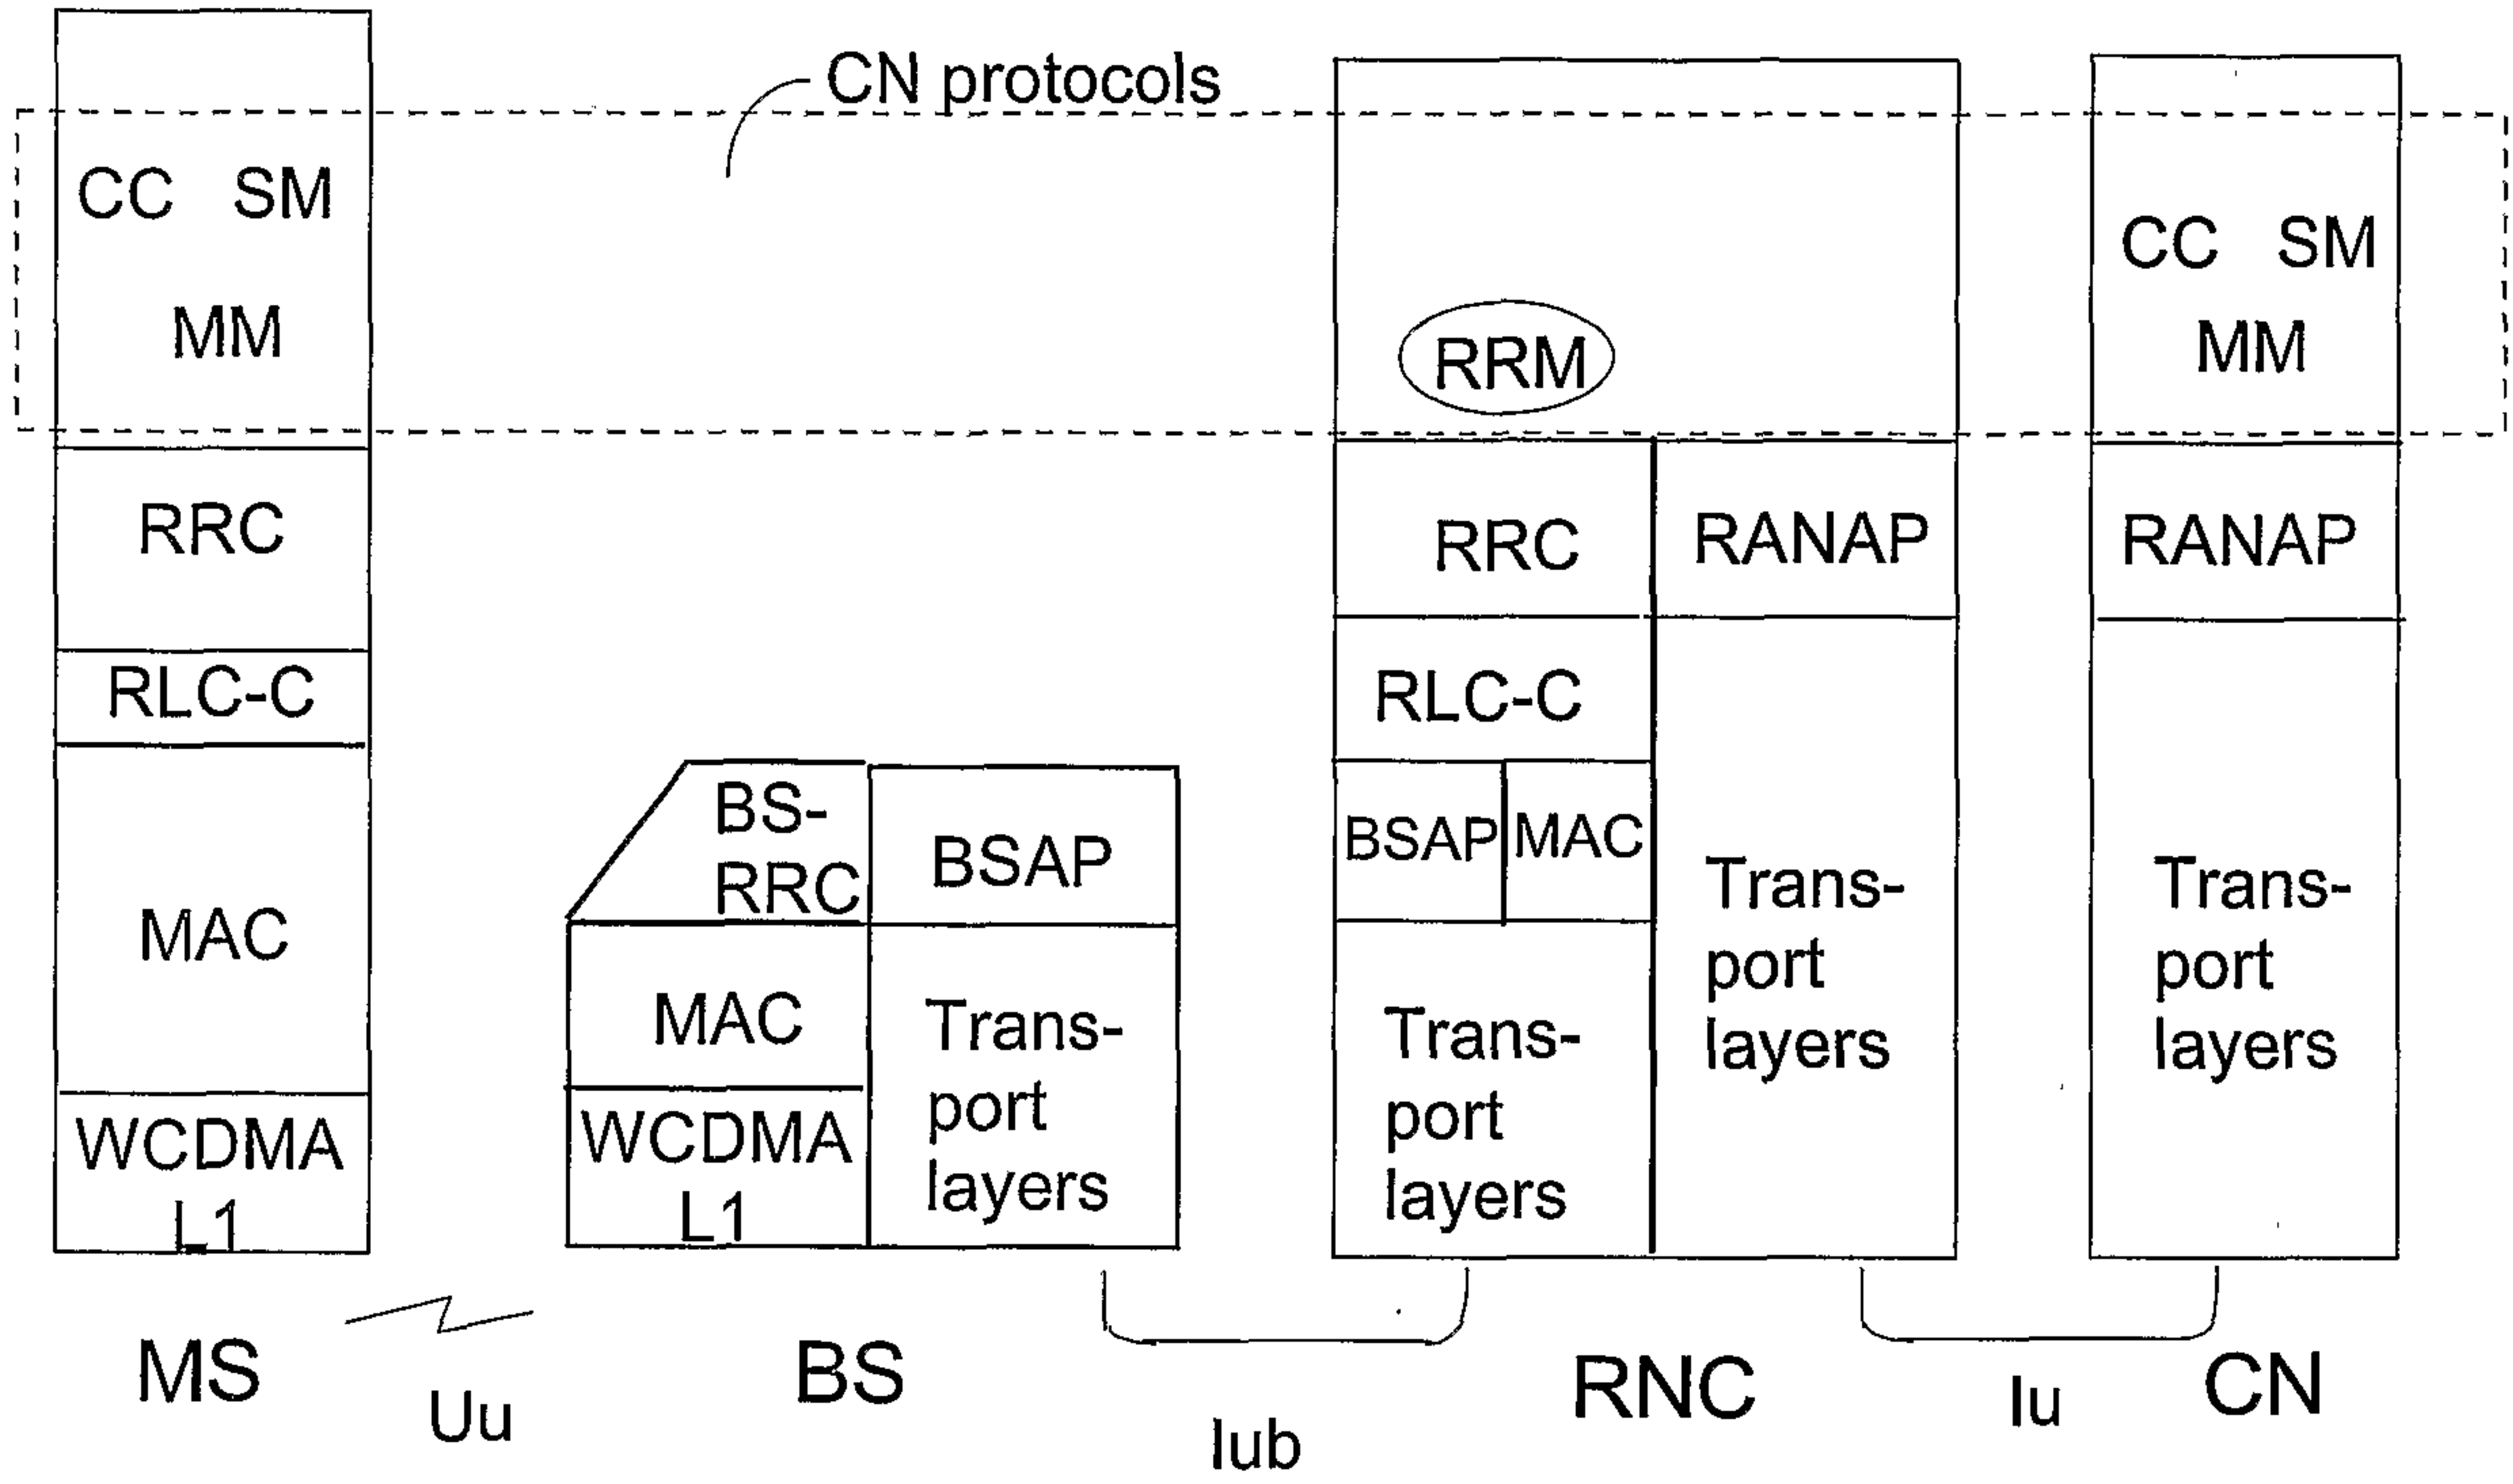 CN protocols
CC SM
MM
RRC
RLC-C
MAC
WCDMA
L1
MS
Uu
BS-
RRC
BSAP
MAC
WCDMA
L1
Trans-
port
layers
BS
Iub
RRM
RRC
RANAP
RLC-C
BSAP
MAC
Trans-
port
layers
Trans-
port
layers
RNC
Iu
CC SM
MM
RANAP
Trans-
port
layers
CN